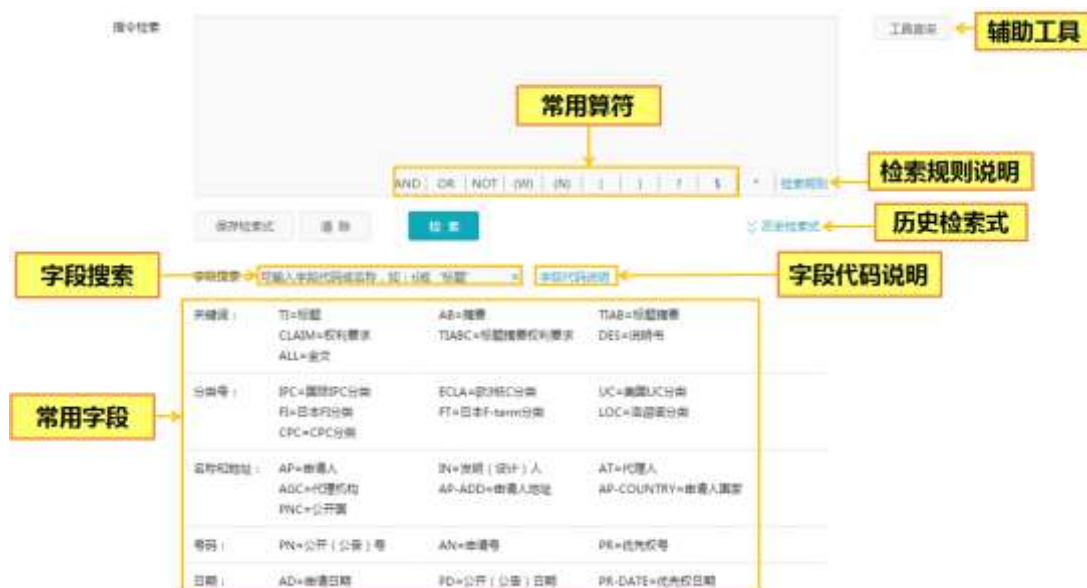 指令检索
工具查询
辅助工具
常用算符
AND OR NOT (W) (N) ( ) ? $ * 检索规则
检索规则说明
保存检索式 清 除 检 索
历史检索式
历史检索式
字段搜索
字段搜索 可输入字段代码或名称，如：ti或 "标题"
字段代码说明
字段代码说明
常用字段
关键词： TI=标题 AB=摘要 TIAB=标题摘要
CLAIM=权利要求 TIABC=标题摘要权利要求 DES=说明书
ALL=全文
分类号： IPC=国际IPC分类 ECLA=欧洲EC分类 UC=美国UC分类
FI=日本FI分类 FT=日本F-term分类 LOC=洛迦诺分类
CPC=CPC分类
名称和地址： AP=申请人 IN=发明（设计）人 AT=代理人
AGC=代理机构 AP-ADD=申请人地址 AP-COUNTRY=申请人国家
PNC=公开国
号码： PN=公开（公告）号 AN=申请号 PR=优先权号
日期： AD=申请日期 PD=公开（公告）日期 PR-DATE=优先权日期